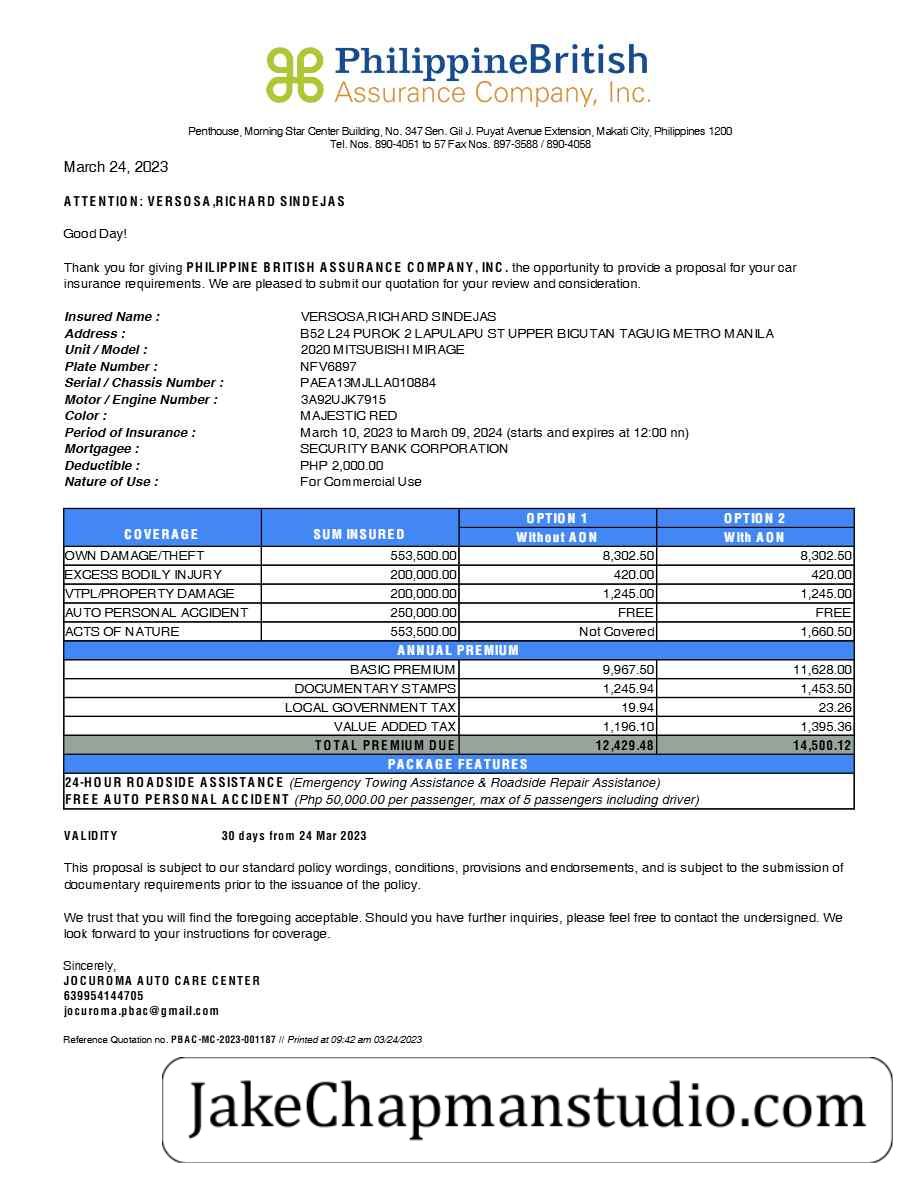 PhilippineBritish
Assurance Company, Inc.
Penthouse, Morning Star Center Building, No. 347 Sen. Gil J. Puyat Avenue Extension, Makati City, Philippines 1200
Tel. Nos. 890-4051 to 57 Fax Nos. 897-3588 / 890-4058
March 24, 2023
ATTENTION: VERSOSA,RICHARD SINDEJAS
Good Day!
Thank you for giving PHILIPPINE BRITISH ASSURANCE COMPANY, INC. the opportunity to provide a proposal for your car
insurance requirements. We are pleased to submit our quotation for your review and consideration.
Insured Name : VERSOSA,RICHARD SINDEJAS
Address : B52 L24 PUROK 2 LAPULAPU ST UPPER BICUTAN TAGUIG METRO MANILA
Unit / Model : 2020 MITSUBISHI MIRAGE
Plate Number : NFV6897
Serial / Chassis Number : PAEA13MJLLA010884
Motor / Engine Number : 3A92UJK7915
Color : MAJESTIC RED
Period of Insurance : March 10, 2023 to March 09, 2024 (starts and expires at 12:00 nn)
Mortgagee : SECURITY BANK CORPORATION
Deductible : PHP 2,000.00
Nature of Use : For Commercial Use
COVERAGE SUM INSURED OPTION 1 OPTION 2
Without AON With AON
OWN DAMAGE/THEFT 553,500.00 8,302.50 8,302.50
EXCESS BODILY INJURY 200,000.00 420.00 420.00
VTPL/PROPERTY DAMAGE 200,000.00 1,245.00 1,245.00
AUTO PERSONAL ACCIDENT 250,000.00 FREE FREE
ACTS OF NATURE 553,500.00 Not Covered 1,660.50
ANNUAL PREMIUM
BASIC PREMIUM 9,967.50 11,628.00
DOCUMENTARY STAMPS 1,245.94 1,453.50
LOCAL GOVERNMENT TAX 19.94 23.26
VALUE ADDED TAX 1,196.10 1,395.36
TOTAL PREMIUM DUE 12,429.48 14,500.12
PACKAGE FEATURES
24-HOUR ROADSIDE ASSISTANCE (Emergency Towing Assistance & Roadside Repair Assistance)
FREE AUTO PERSONAL ACCIDENT (Php 50,000.00 per passenger, max of 5 passengers including driver)
VALIDITY 30 days from 24 Mar 2023
This proposal is subject to our standard policy wordings, conditions, provisions and endorsements, and is subject to the submission of
documentary requirements prior to the issuance of the policy.
We trust that you will find the foregoing acceptable. Should you have further inquiries, please feel free to contact the undersigned. We
look forward to your instructions for coverage.
Sincerely,
JOCUROMA AUTO CARE CENTER
639954144705
jocuroma.pbac@gmail.com
Reference Quotation no. PBAC-MC-2023-001187 // Printed at 09:42 am 03/24/2023
JakeChapmanstudio.com